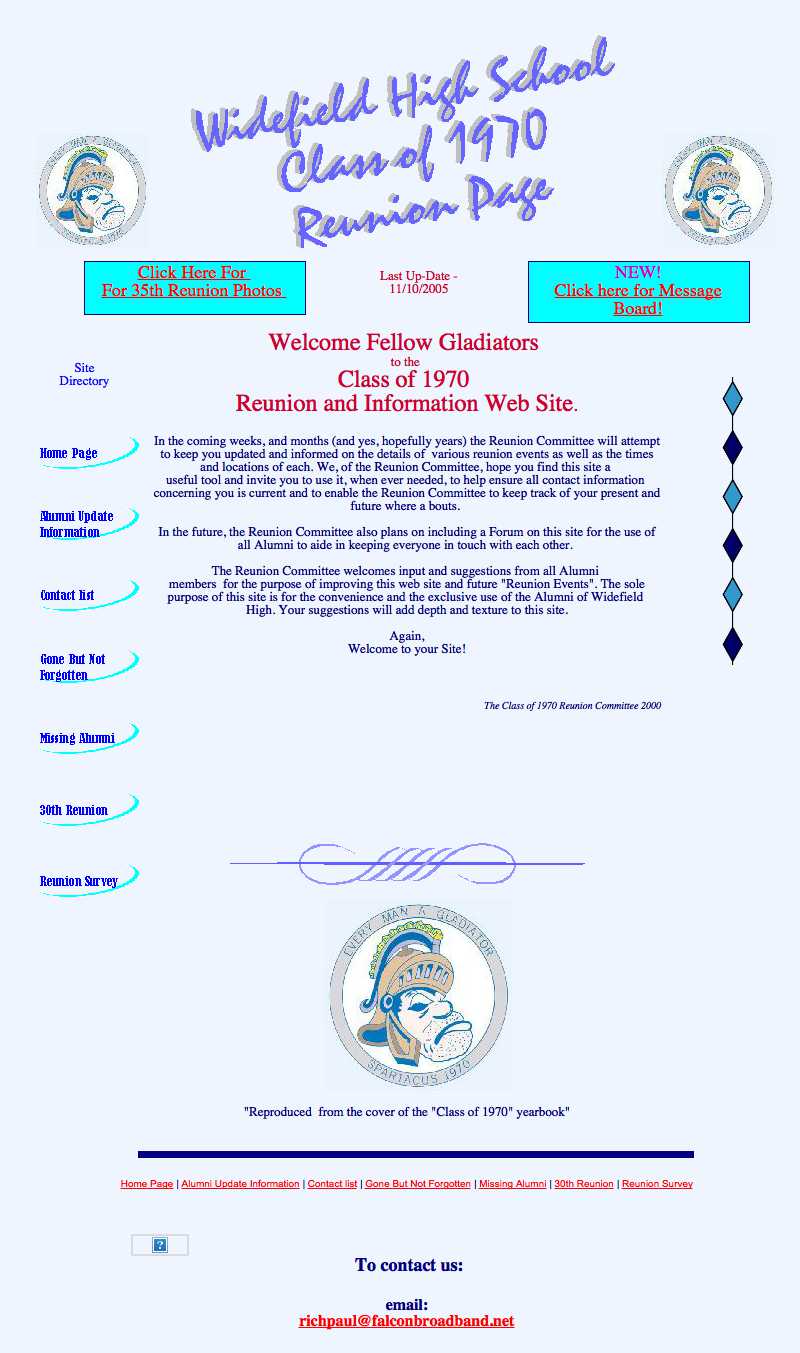 Widefield High School
Class of 1970
Reunion Page
EVERY MAN A GLADIATOR
EVERY MAN A GLADIATOR
Click Here For
For 35th Reunion Photos
Last Up-Date -
11/10/2005
NEW!
Click here for Message
Board!
Welcome Fellow Gladiators
to the
Class of 1970
Reunion and Information Web Site.
Site
Directory
In the coming weeks, and months (and yes, hopefully years) the Reunion Committee will attempt
to keep you updated and informed on the details of various reunion events as well as the times
and locations of each. We, of the Reunion Committee, hope you find this site a
useful tool and invite you to use it, when ever needed, to help ensure all contact information
concerning you is current and to enable the Reunion Committee to keep track of your present and
future where a bouts.
In the future, the Reunion Committee also plans on including a Forum on this site for the use of
all Alumni to aide in keeping everyone in touch with each other.
The Reunion Committee welcomes input and suggestions from all Alumni
members for the purpose of improving this web site and future "Reunion Events". The sole
purpose of this site is for the convenience and the exclusive use of the Alumni of Widefield
High. Your suggestions will add depth and texture to this site.
Again,
Welcome to your Site!
The Class of 1970 Reunion Committee 2000
Home Page
Alumni Update
Information
Contact list
Gone But Not
Forgotten
Missing Alumni
30th Reunion
Reunion Survey
EVERY MAN A GLADIATOR
SPARTACUS 1970
"Reproduced from the cover of the "Class of 1970" yearbook"
Home Page | Alumni Update Information | Contact list | Gone But Not Forgotten | Missing Alumni | 30th Reunion | Reunion Survey
?
To contact us:
email:
richpaul@falconbroadband.net